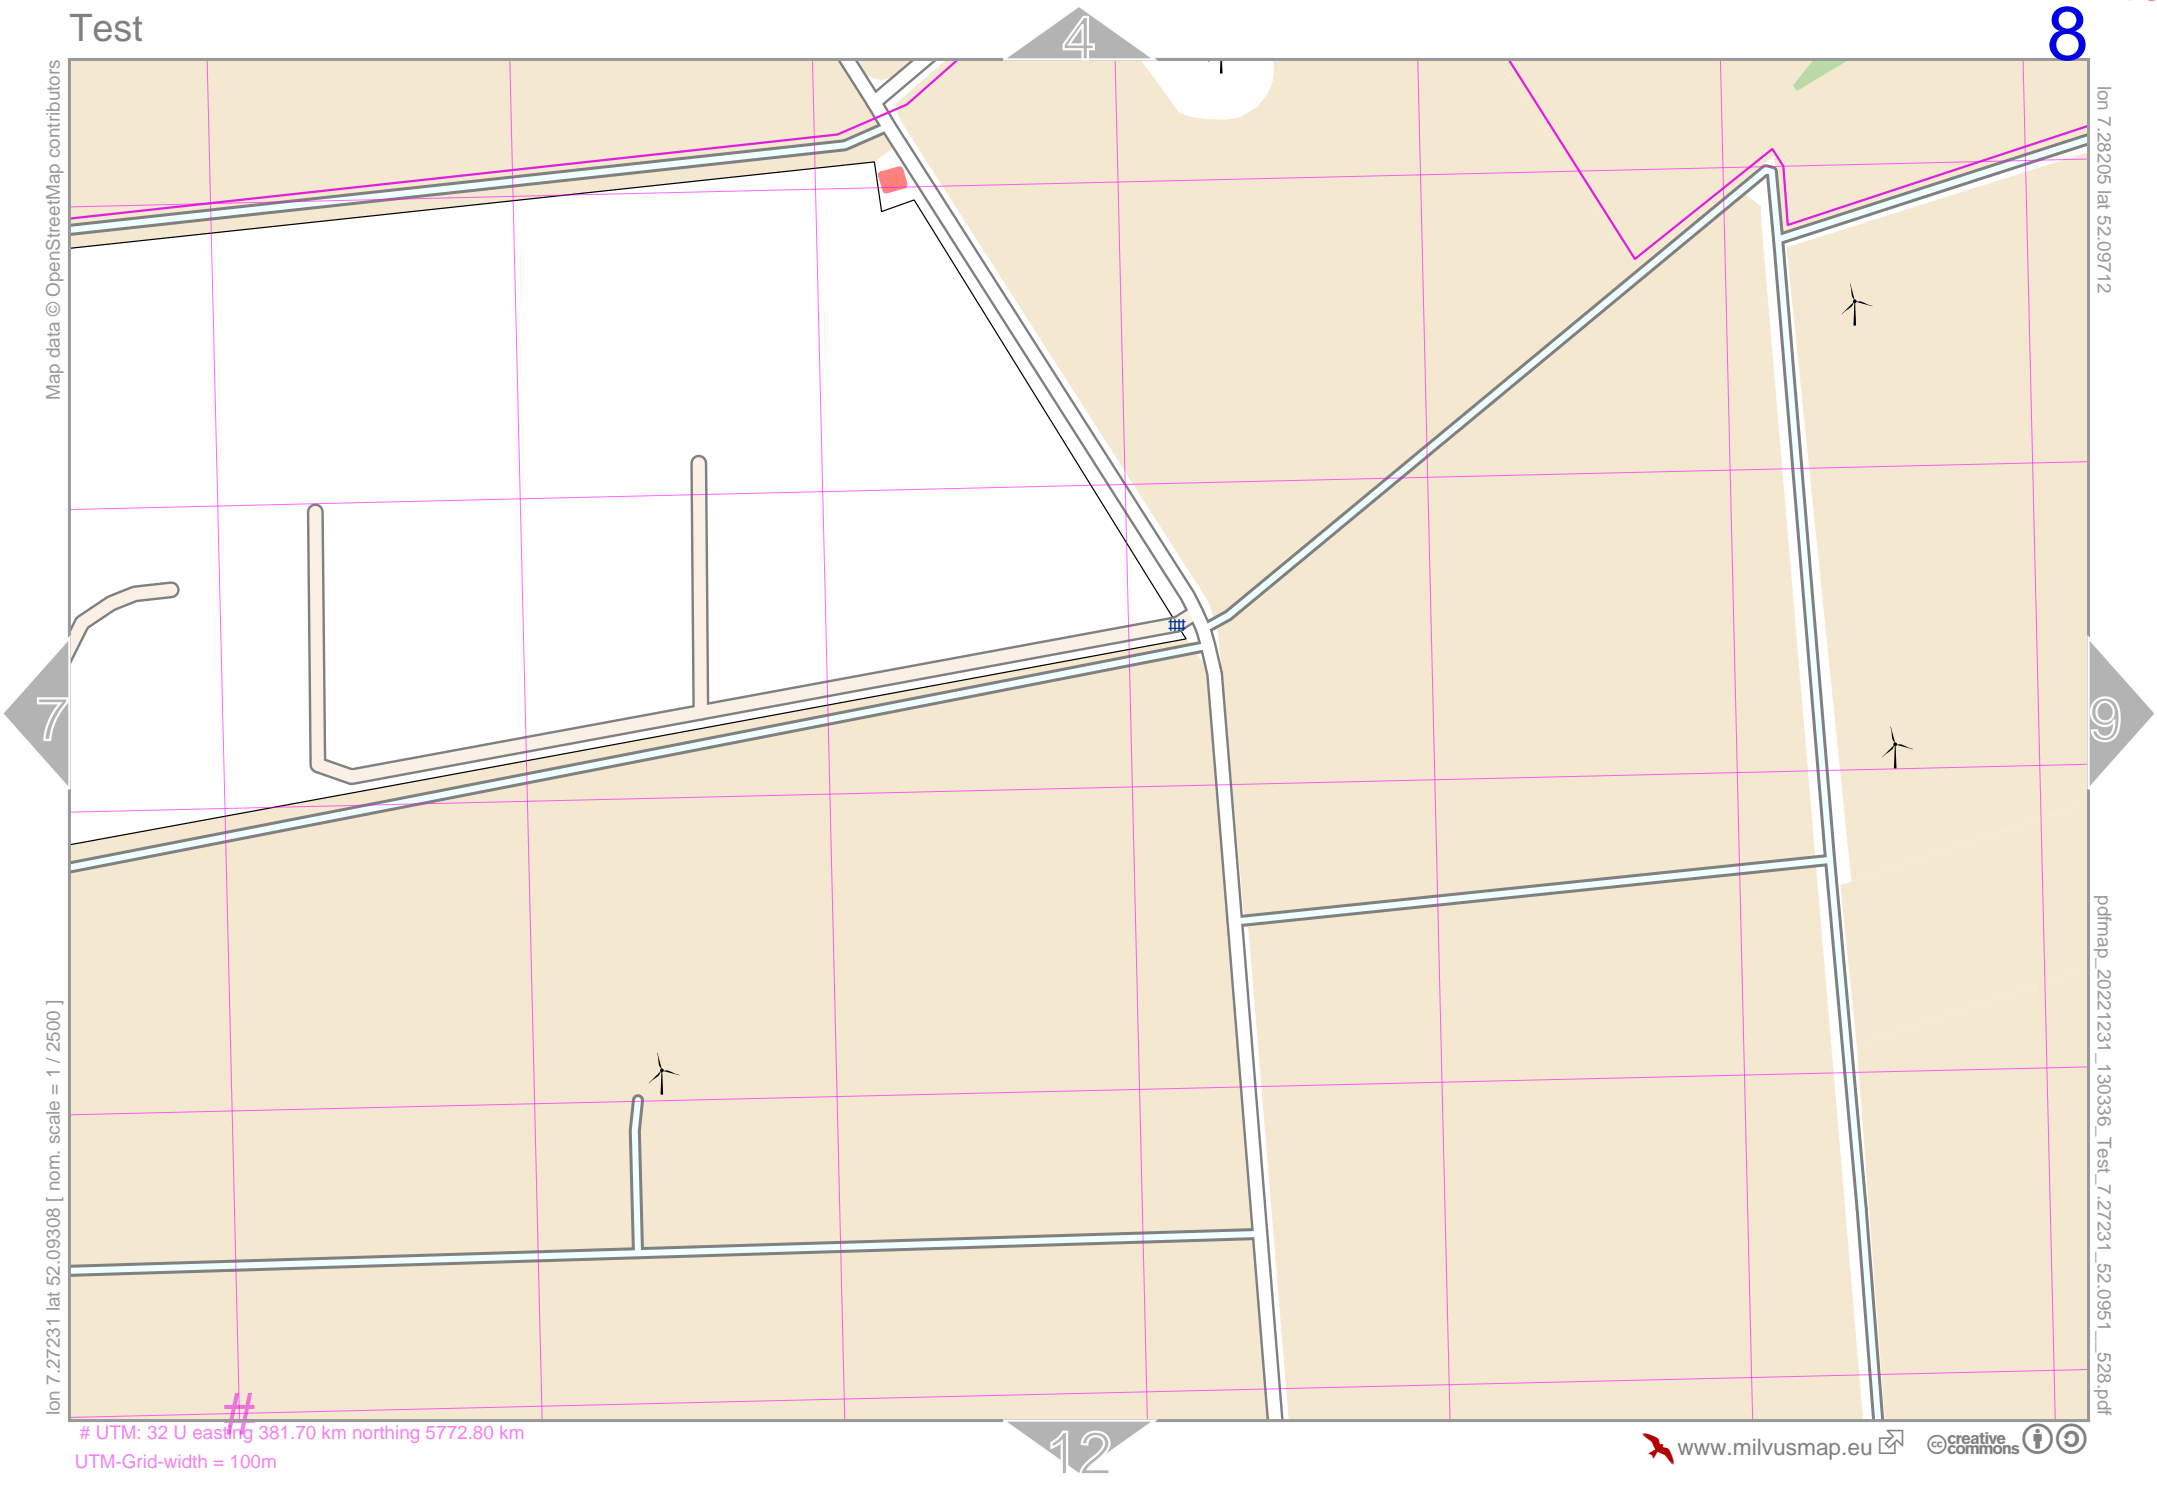 Test
4
8
Map data © OpenStreetMap contributors
lon 7.28205 lat 52.09712
7
9
lon 7.27231 lat 52.09308 [ nom. scale = 1 / 2500 ]
pdfmap_20221231_130336_Test_7.27231_52.0951__528.pdf
#
# UTM: 32 U easting 381.70 km northing 5772.80 km
UTM-Grid-width = 100m
12
www.milvusmap.eu
cc creative commons